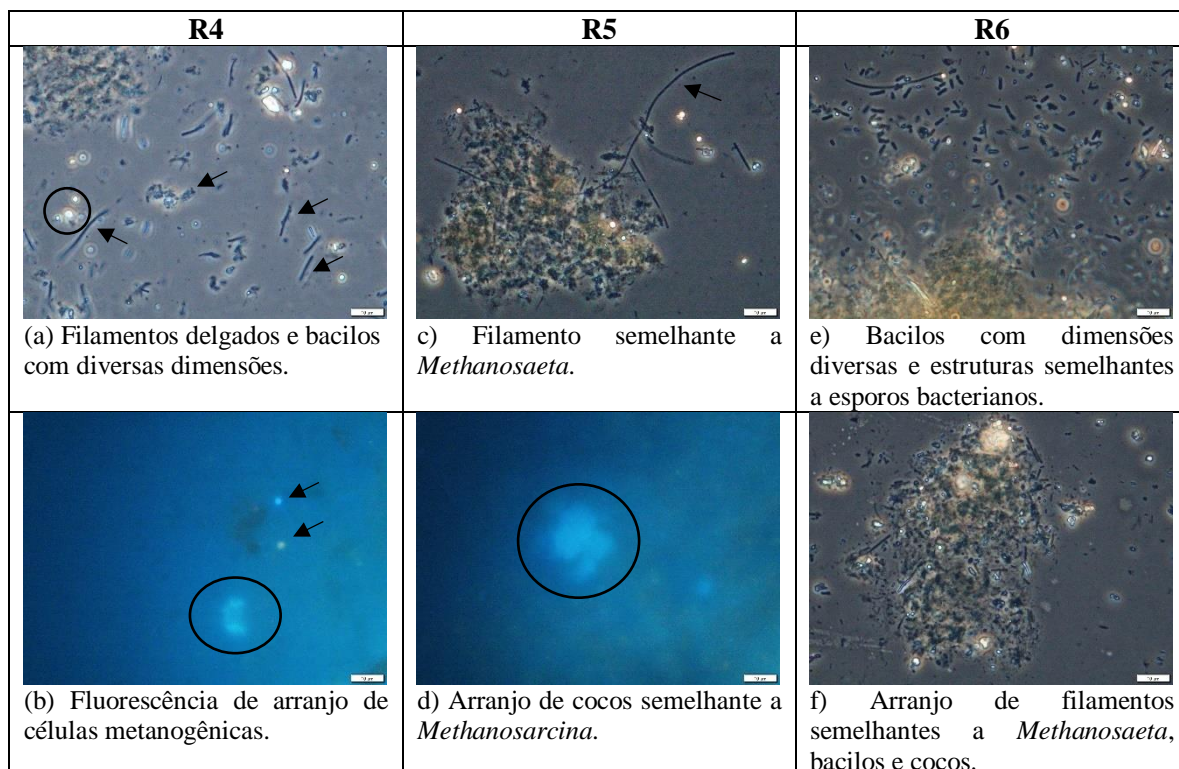 R4
R5
R6
(a) Filamentos delgados e bacilos
com diversas dimensões.
c) Filamento semelhante a
Methanosaeta.
e) Bacilos com dimensões
diversas e estruturas semelhantes
a esporos bacterianos.
(b) Fluorescência de arranjo de
células metanogênicas.
d) Arranjo de cocos semelhante a
Methanosarcina.
f) Arranjo de filamentos
semelhantes a Methanosaeta,
bacilos e cocos.